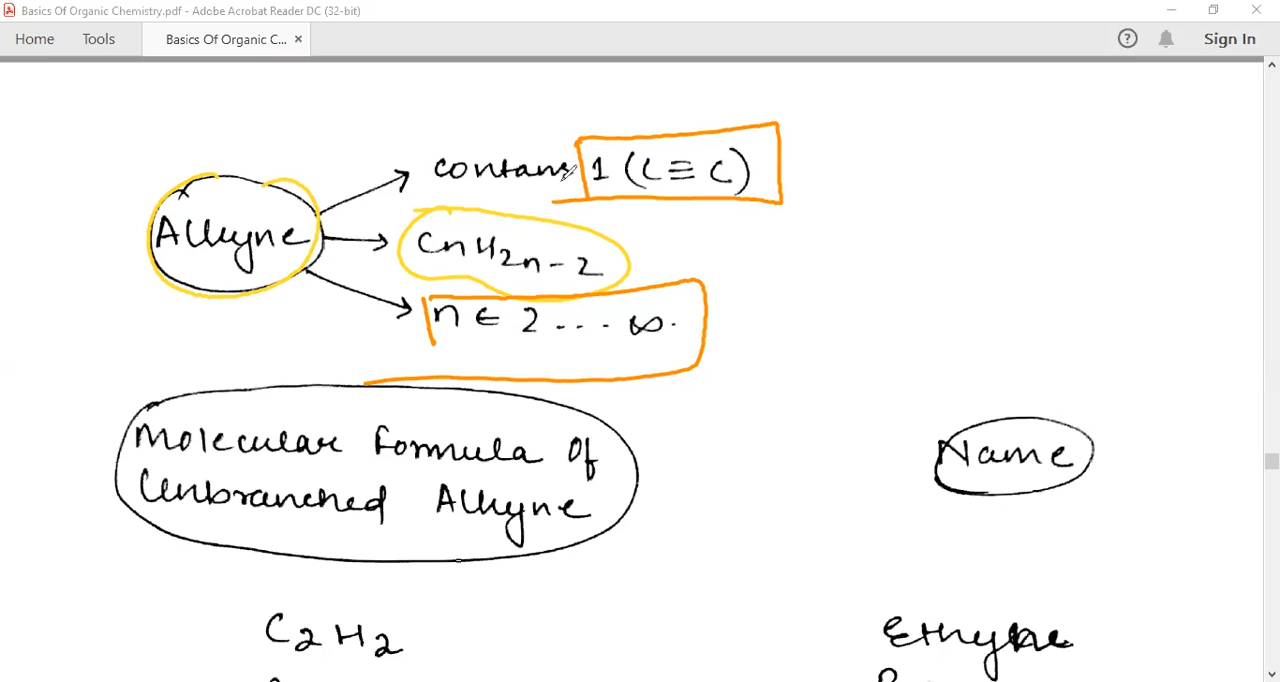 Basics Of Organic Chemistry.pdf - Adobe Acrobat Reader DC (32-bit)
Home Tools Basics Of Organic C... × Sign In
contans 1 (C≡C)
Alkyne CnH2n-2
n ∈ 2 ... ∞.
Molecular Formula Of
Unbranched Alkyne
Name
C2H2 Ethyne